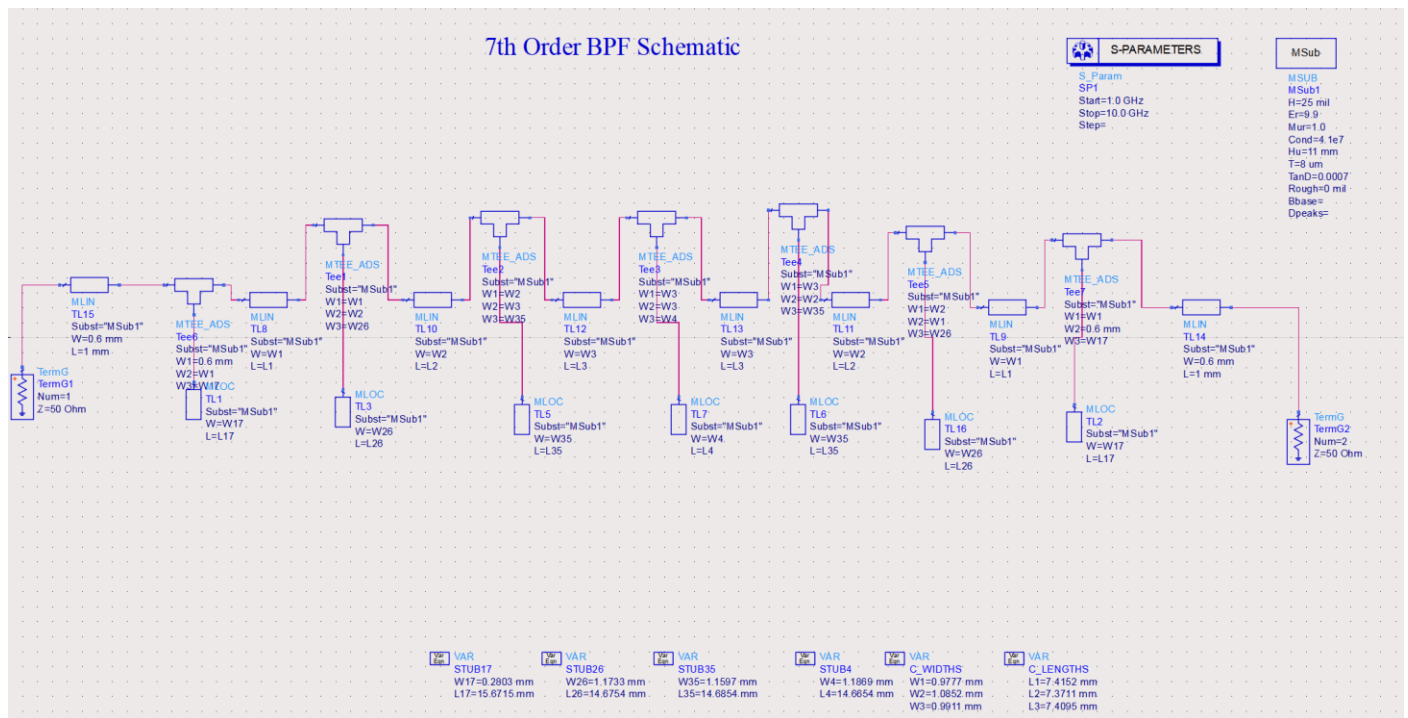 7th Order BPF Schematic
S-PARAMETERS
S_Param
SP1
Start=1.0 GHz
Stop=10.0 GHz
Step=
MSub
MSUB
MSub1
H=25 mil
Er=9.9
Mur=1.0
Cond=4.1e7
Hu=11 mm
T=8 um
TanD=0.0007
Rough=0 mil
Bbase=
Dpeaks=
TermG
TermG1
Num=1
Z=50 Ohm
MLIN
TL15
Subst="MSub1"
W=0.6 mm
L=1 mm
MTEE_ADS
Tee6
Subst="MSub1"
W1=0.6 mm
W2=W1
W3=W17
MLOC
TL1
Subst="MSub1"
W=W17
L=L17
MLIN
TL8
Subst="MSub1"
W=W1
L=L1
MTEE_ADS
Tee1
Subst="MSub1"
W1=W1
W2=W2
W3=W26
MLOC
TL3
Subst="MSub1"
W=W26
L=L26
MLIN
TL10
Subst="MSub1"
W=W2
L=L2
MTEE_ADS
Tee2
Subst="MSub1"
W1=W2
W2=W3
W3=W35
MLOC
TL5
Subst="MSub1"
W=W35
L=L35
MLIN
TL12
Subst="MSub1"
W=W3
L=L3
MTEE_ADS
Tee3
Subst="MSub1"
W1=W3
W2=W3
W3=W4
MLOC
TL7
Subst="MSub1"
W=W4
L=L4
MLIN
TL13
Subst="MSub1"
W=W3
L=L3
MTEE_ADS
Tee4
Subst="MSub1"
W1=W3
W2=W2
W3=W35
MLOC
TL6
Subst="MSub1"
W=W35
L=L35
MLIN
TL11
Subst="MSub1"
W=W2
L=L2
MTEE_ADS
Tee5
Subst="MSub1"
W1=W2
W2=W1
W3=W26
MLOC
TL16
Subst="MSub1"
W=W26
L=L26
MLIN
TL9
Subst="MSub1"
W=W1
L=L1
MTEE_ADS
Tee7
Subst="MSub1"
W1=W1
W2=0.6 mm
W3=W17
MLOC
TL2
Subst="MSub1"
W=W17
L=L17
MLIN
TL14
Subst="MSub1"
W=0.6 mm
L=1 mm
TermG
TermG2
Num=2
Z=50 Ohm
Var
Eqn
VAR
STUB17
W17=0.2803 mm
L17=15.6715 mm
Var
Eqn
VAR
STUB26
W26=1.1733 mm
L26=14.6754 mm
Var
Eqn
VAR
STUB35
W35=1.1597 mm
L35=14.6854 mm
Var
Eqn
VAR
STUB4
W4=1.1869 mm
L4=14.6654 mm
Var
Eqn
VAR
C_WIDTHS
W1=0.9777 mm
W2=1.0852 mm
W3=0.9911 mm
Var
Eqn
VAR
C_LENGTHS
L1=7.4152 mm
L2=7.3711 mm
L3=7.4095 mm